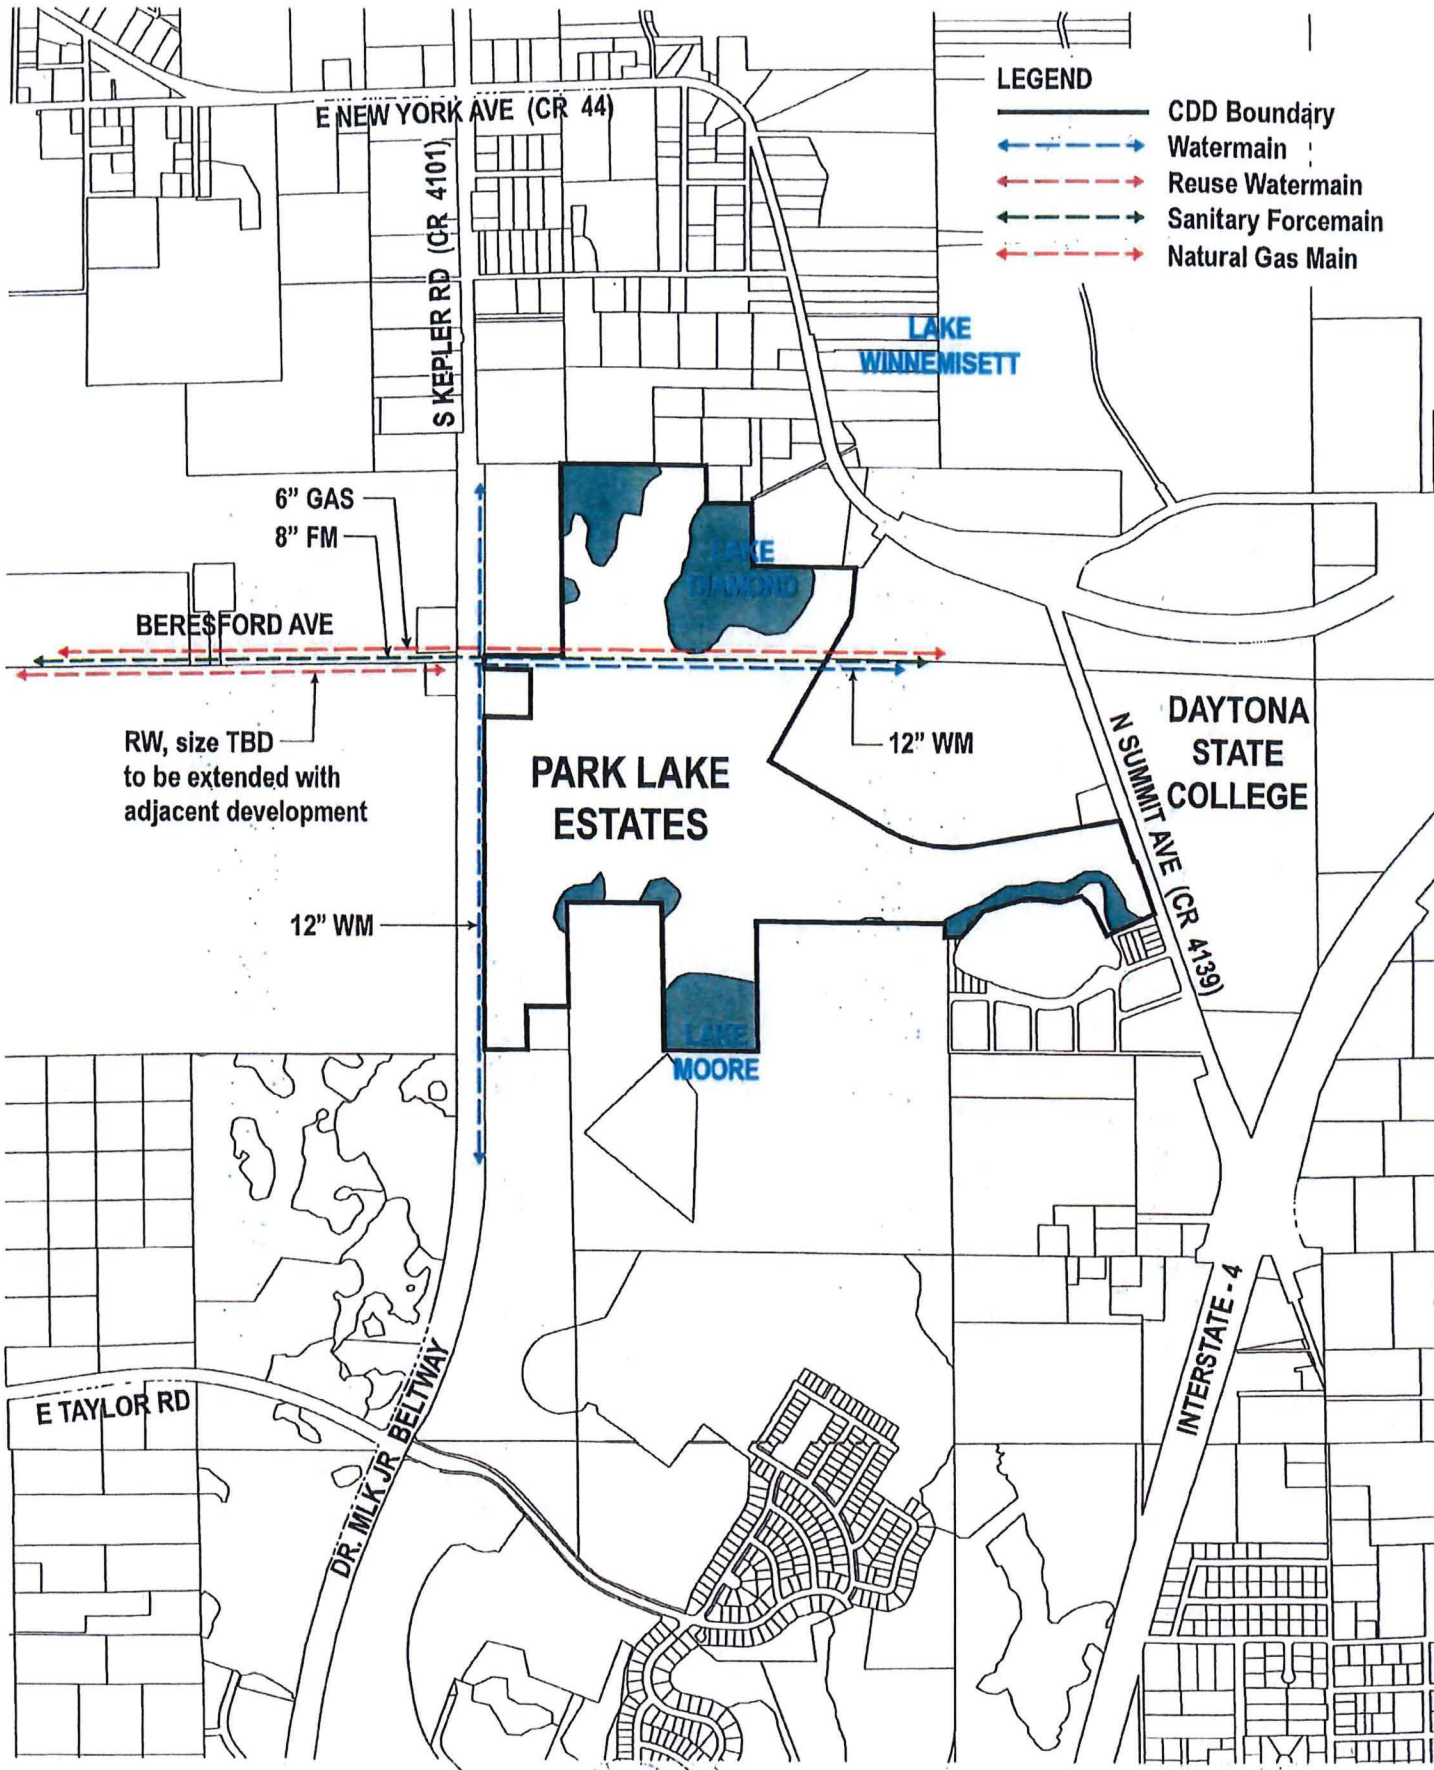 LEGEND
CDD Boundary
Watermain
Reuse Watermain
Sanitary Forcemain
Natural Gas Main
E NEW YORK AVE (CR 44)
S KEPLER RD (CR 4101)
LAKE
WINNEMISETT
6” GAS
8” FM
LAKE
DIAMOND
BERESFORD AVE
RW, size TBD
to be extended with
adjacent development
12” WM
PARK LAKE
ESTATES
DAYTONA
STATE
COLLEGE
N SUMMIT AVE (CR 4139)
12” WM
LAKE
MOORE
INTERSTATE - 4
E TAYLOR RD
DR. MLK JR BELTWAY